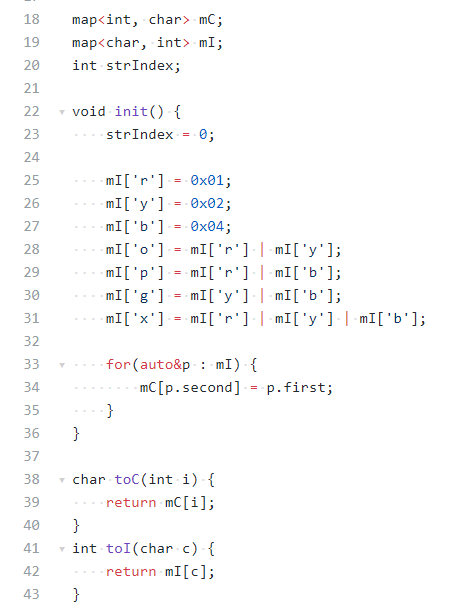 18 map<int, char> mC;
19 map<char, int> mI;
20 int strIndex;
21
22 void init() {
23     strIndex = 0;
24
25     mI['r'] = 0x01;
26     mI['y'] = 0x02;
27     mI['b'] = 0x04;
28     mI['o'] = mI['r'] | mI['y'];
29     mI['p'] = mI['r'] | mI['b'];
30     mI['g'] = mI['y'] | mI['b'];
31     mI['x'] = mI['r'] | mI['y'] | mI['b'];
32
33     for(auto&p : mI) {
34         mC[p.second] = p.first;
35     }
36 }
37
38 char toC(int i) {
39     return mC[i];
40 }
41 int toI(char c) {
42     return mI[c];
43 }